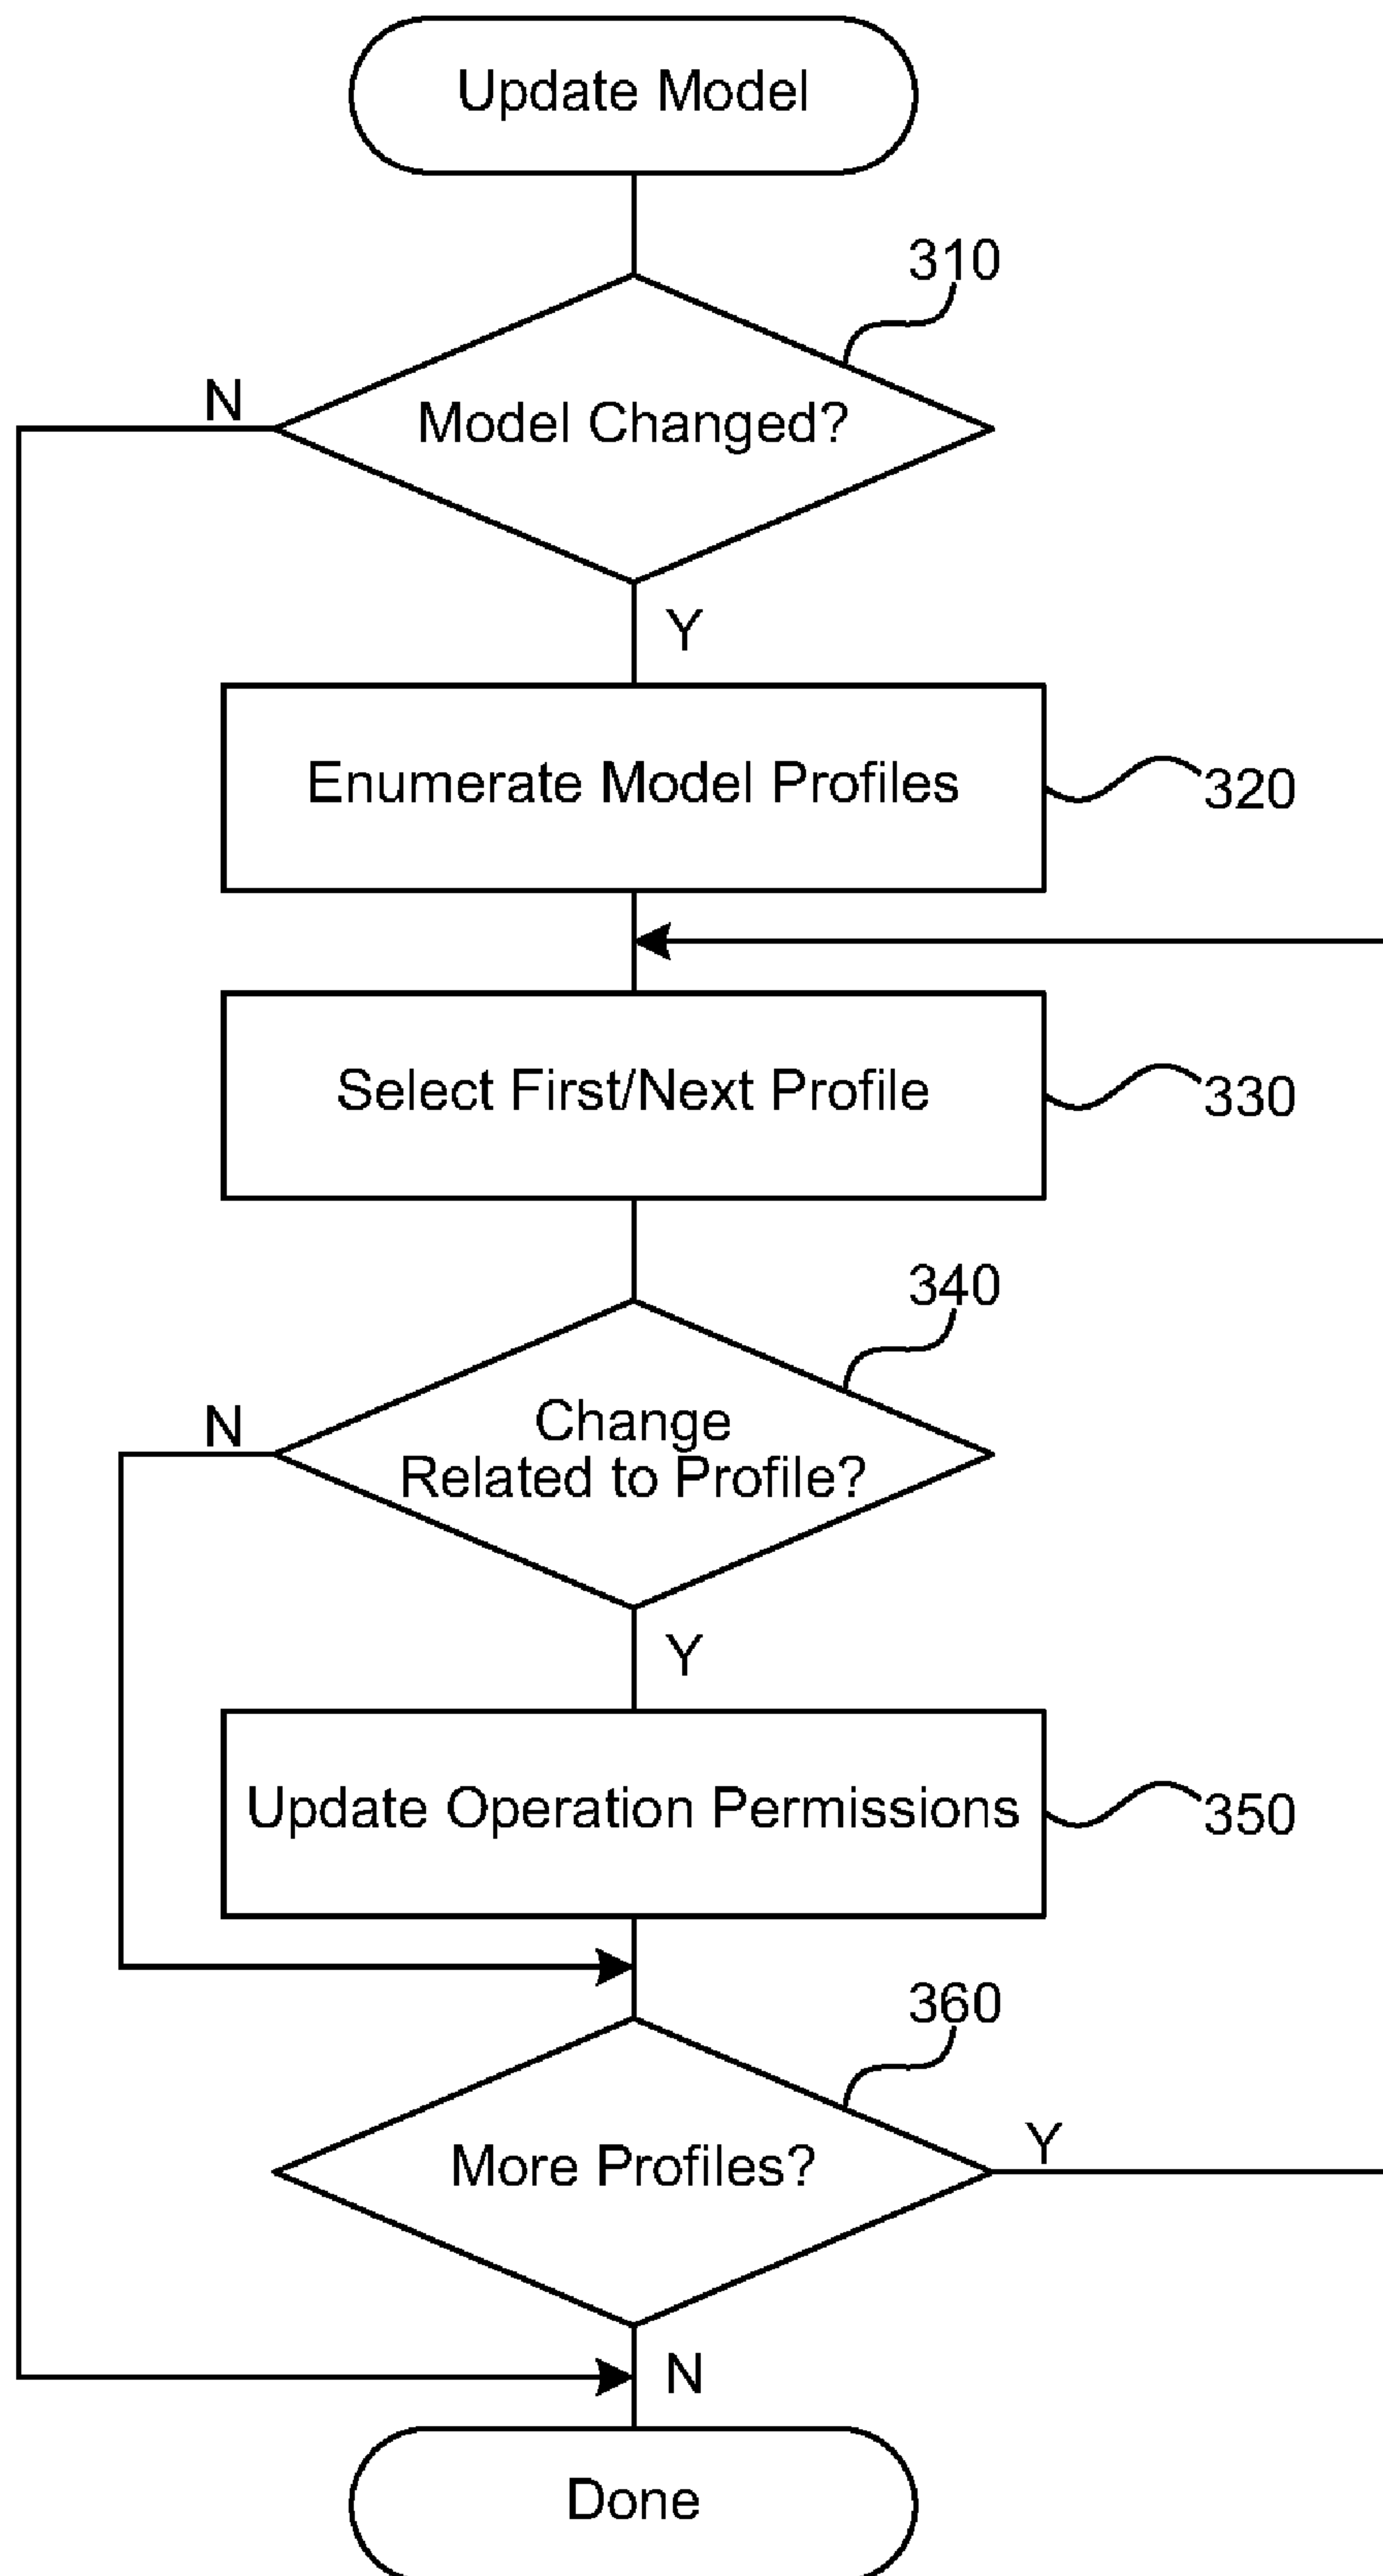 Update Model
310
N
Model Changed?
Y
Enumerate Model Profiles
320
Select First/Next Profile
330
340
N
Change
Related to Profile?
Y
Update Operation Permissions
350
360
More Profiles?
Y
N
Done